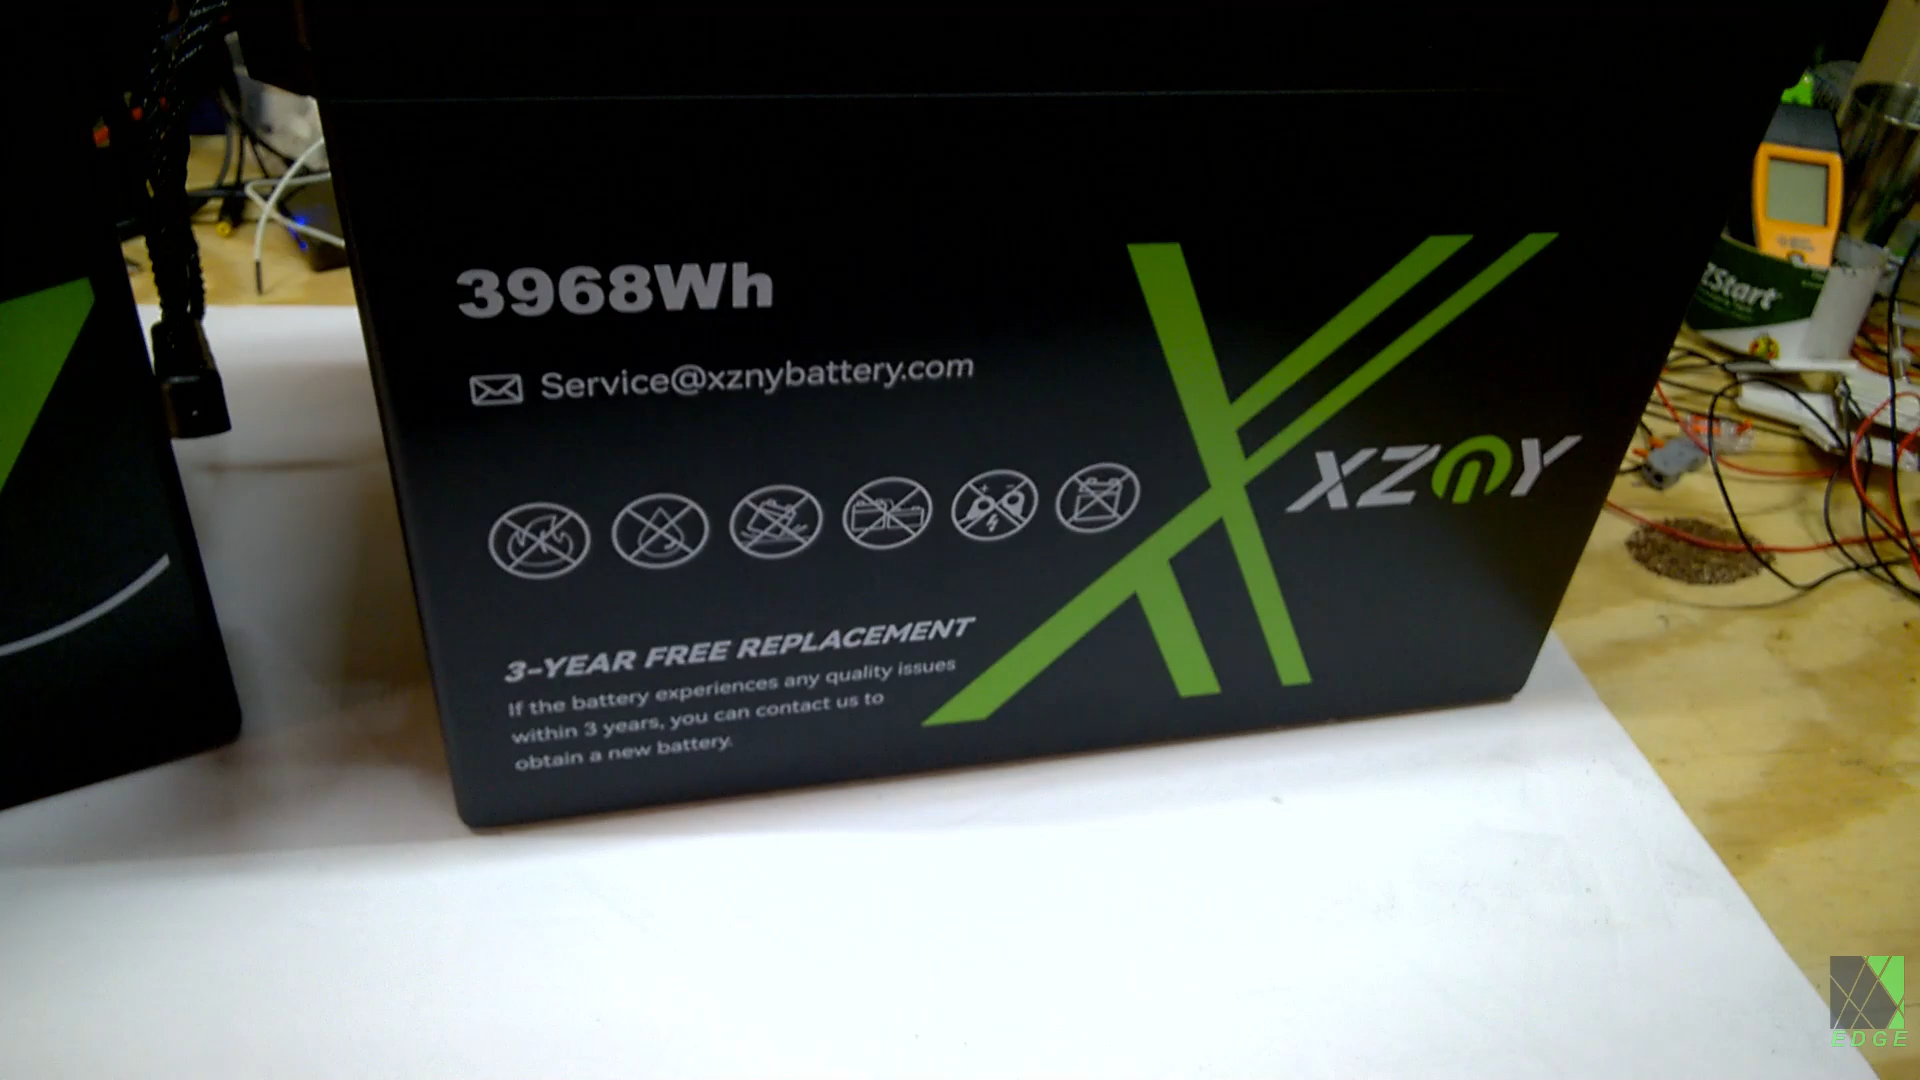 3968Wh
Service@xznybattery.com
XZNY
3-YEAR FREE REPLACEMENT
If the battery experiences any quality issues
within 3 years, you can contact us to
obtain a new battery.
ZStart
EDGE